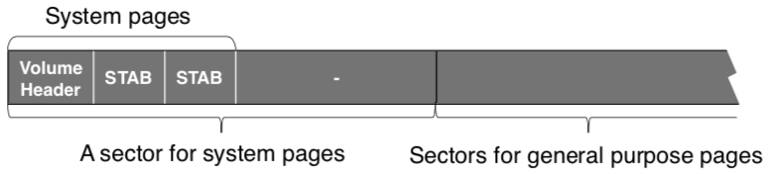 System pages
Volume
Header
STAB
STAB
-
A sector for system pages
Sectors for general purpose pages